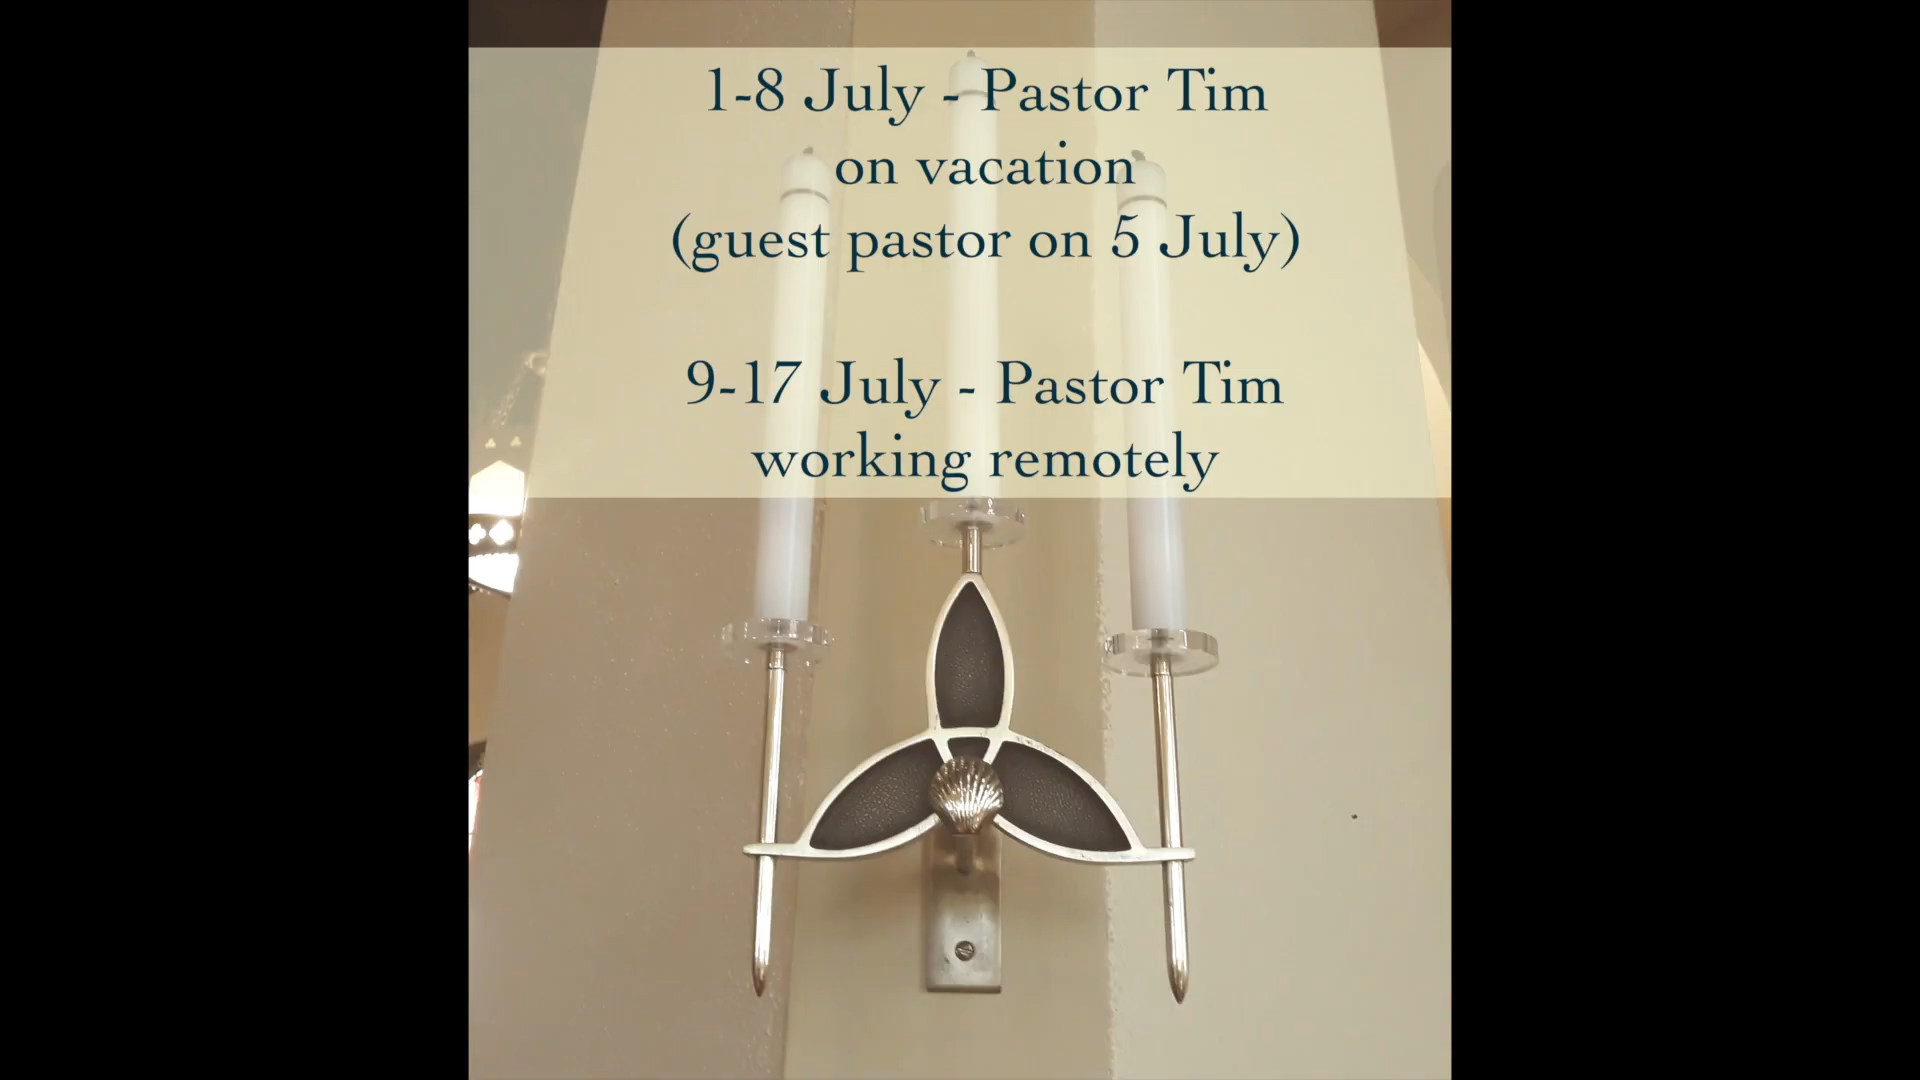 1-8 July - Pastor Tim
on vacation
(guest pastor on 5 July)
9-17 July - Pastor Tim
working remotely